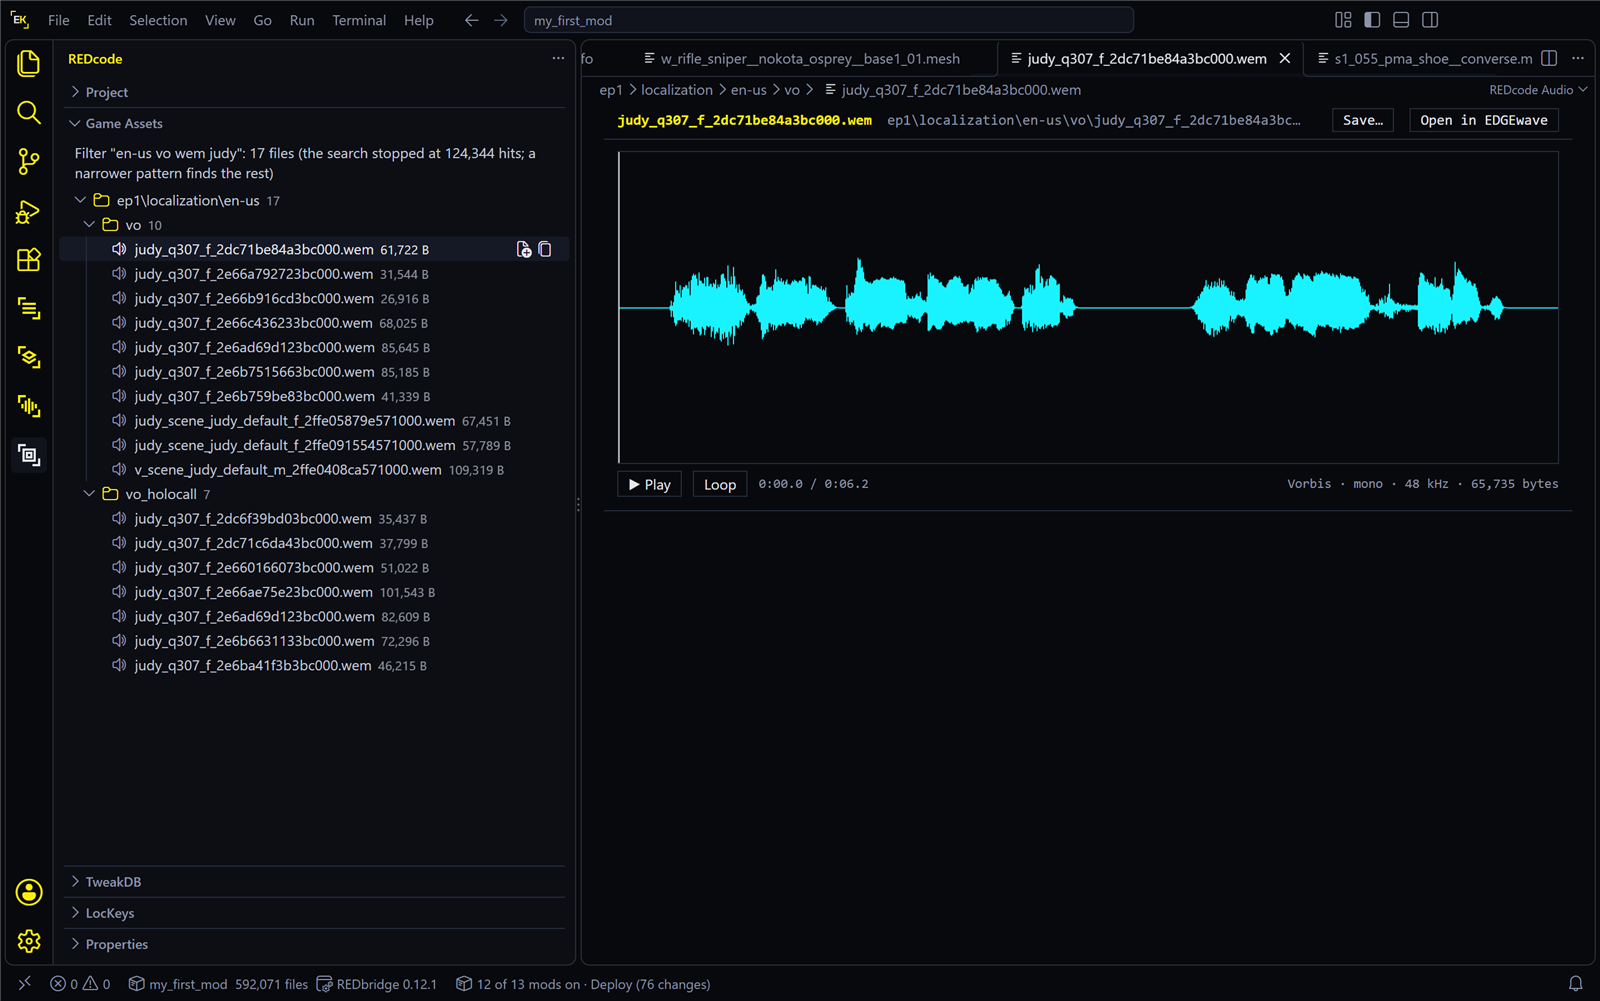 EK File Edit Selection View Go Run Terminal Help my_first_mod
REDcode
Project
Game Assets
Filter "en-us vo wem judy": 17 files (the search stopped at 124,344 hits; a
narrower pattern finds the rest)
ep1\localization\en-us 17
vo 10
judy_q307_f_2dc71be84a3bc000.wem 61,722 B
judy_q307_f_2e66a792723bc000.wem 31,544 B
judy_q307_f_2e66b916cd3bc000.wem 26,916 B
judy_q307_f_2e66c436233bc000.wem 68,025 B
judy_q307_f_2e6ad69d123bc000.wem 85,645 B
judy_q307_f_2e6b7515663bc000.wem 85,185 B
judy_q307_f_2e6b759be83bc000.wem 41,339 B
judy_scene_judy_default_f_2ffe05879e571000.wem 67,451 B
judy_scene_judy_default_f_2ffe091554571000.wem 57,789 B
v_scene_judy_default_m_2ffe0408ca571000.wem 109,319 B
vo_holocall 7
judy_q307_f_2dc6f39bd03bc000.wem 35,437 B
judy_q307_f_2dc71c6da43bc000.wem 37,799 B
judy_q307_f_2e660166073bc000.wem 51,022 B
judy_q307_f_2e66ae75e23bc000.wem 101,543 B
judy_q307_f_2e6ad69d123bc000.wem 82,609 B
judy_q307_f_2e6b6631133bc000.wem 72,296 B
judy_q307_f_2e6ba41f3b3bc000.wem 46,215 B
TweakDB
LocKeys
Properties
fo w_rifle_sniper__nokota_osprey__base1_01.mesh judy_q307_f_2dc71be84a3bc000.wem s1_055_pma_shoe__converse.m
ep1 > localization > en-us > vo > judy_q307_f_2dc71be84a3bc000.wem REDcode Audio
judy_q307_f_2dc71be84a3bc000.wem ep1\localization\en-us\vo\judy_q307_f_2dc71be84a3bc… Save… Open in EDGEwave
Play Loop 0:00.0 / 0:06.2 Vorbis · mono · 48 kHz · 65,735 bytes
0 0 my_first_mod 592,071 files REDbridge 0.12.1 12 of 13 mods on · Deploy (76 changes)